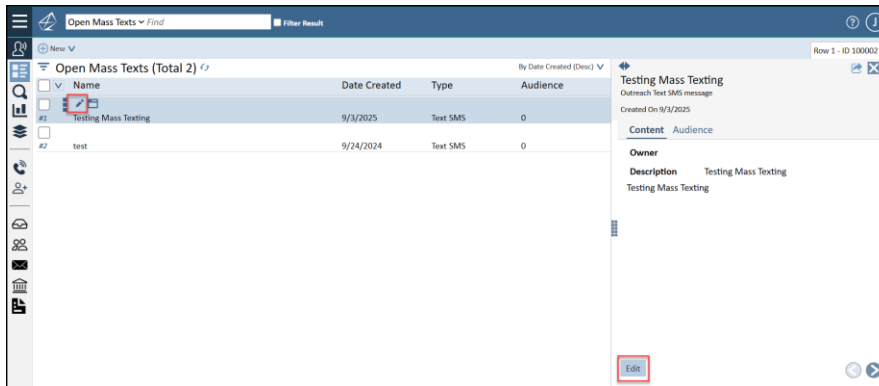 Open Mass Texts Find
Filter Result
? J
New
Row 1 - ID 100002
Open Mass Texts (Total 2)
By Date Created (Desc)
Name Date Created Type Audience
#1 Testing Mass Texting 9/3/2025 Text SMS 0
#2 test 9/24/2024 Text SMS 0
Testing Mass Texting
Outreach Text SMS message
Created On 9/3/2025
Content Audience
Owner
Description Testing Mass Texting
Testing Mass Texting
Edit